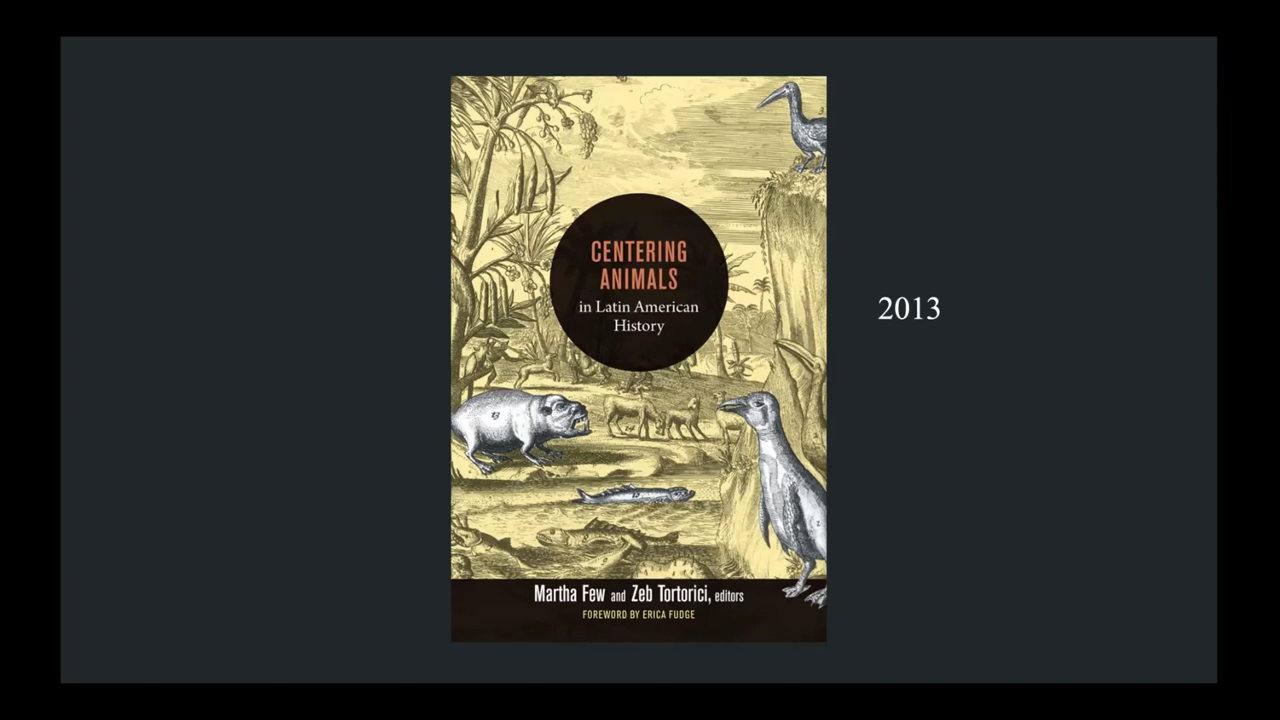 CENTERING
ANIMALS
in Latin American
History
2013
Martha Few and Zeb Tortorici, editors
FOREWORD BY ERICA FUDGE